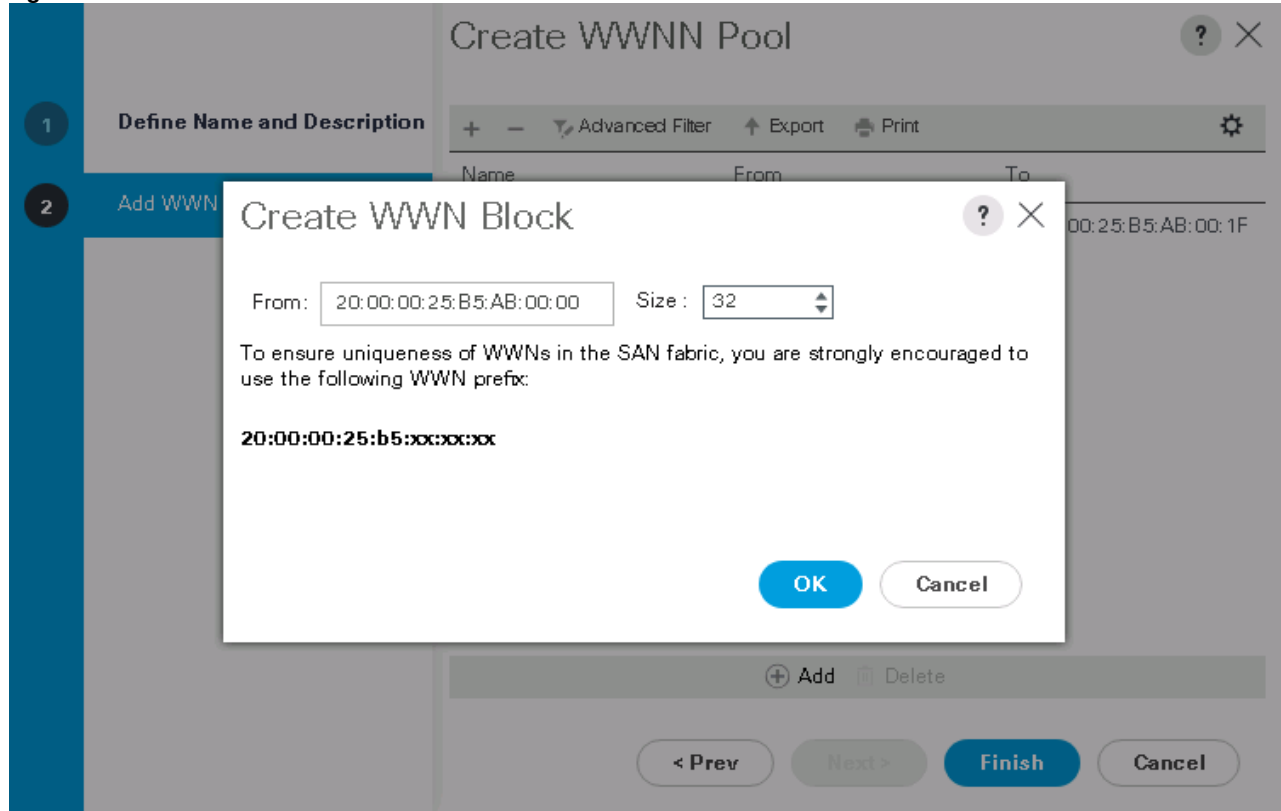 Create WWNN Pool
?
1
Define Name and Description
+ − Advanced Filter Export Print
Name From To
2
Add WWN
00:25:B5:AB:00:1F
Create WWN Block
?
From: 20:00:00:25:B5:AB:00:00 Size : 32
To ensure uniqueness of WWNs in the SAN fabric, you are strongly encouraged to
use the following WWN prefix:
20:00:00:25:b5:xx:xx:xx
OK Cancel
+ Add Delete
< Prev Next > Finish Cancel